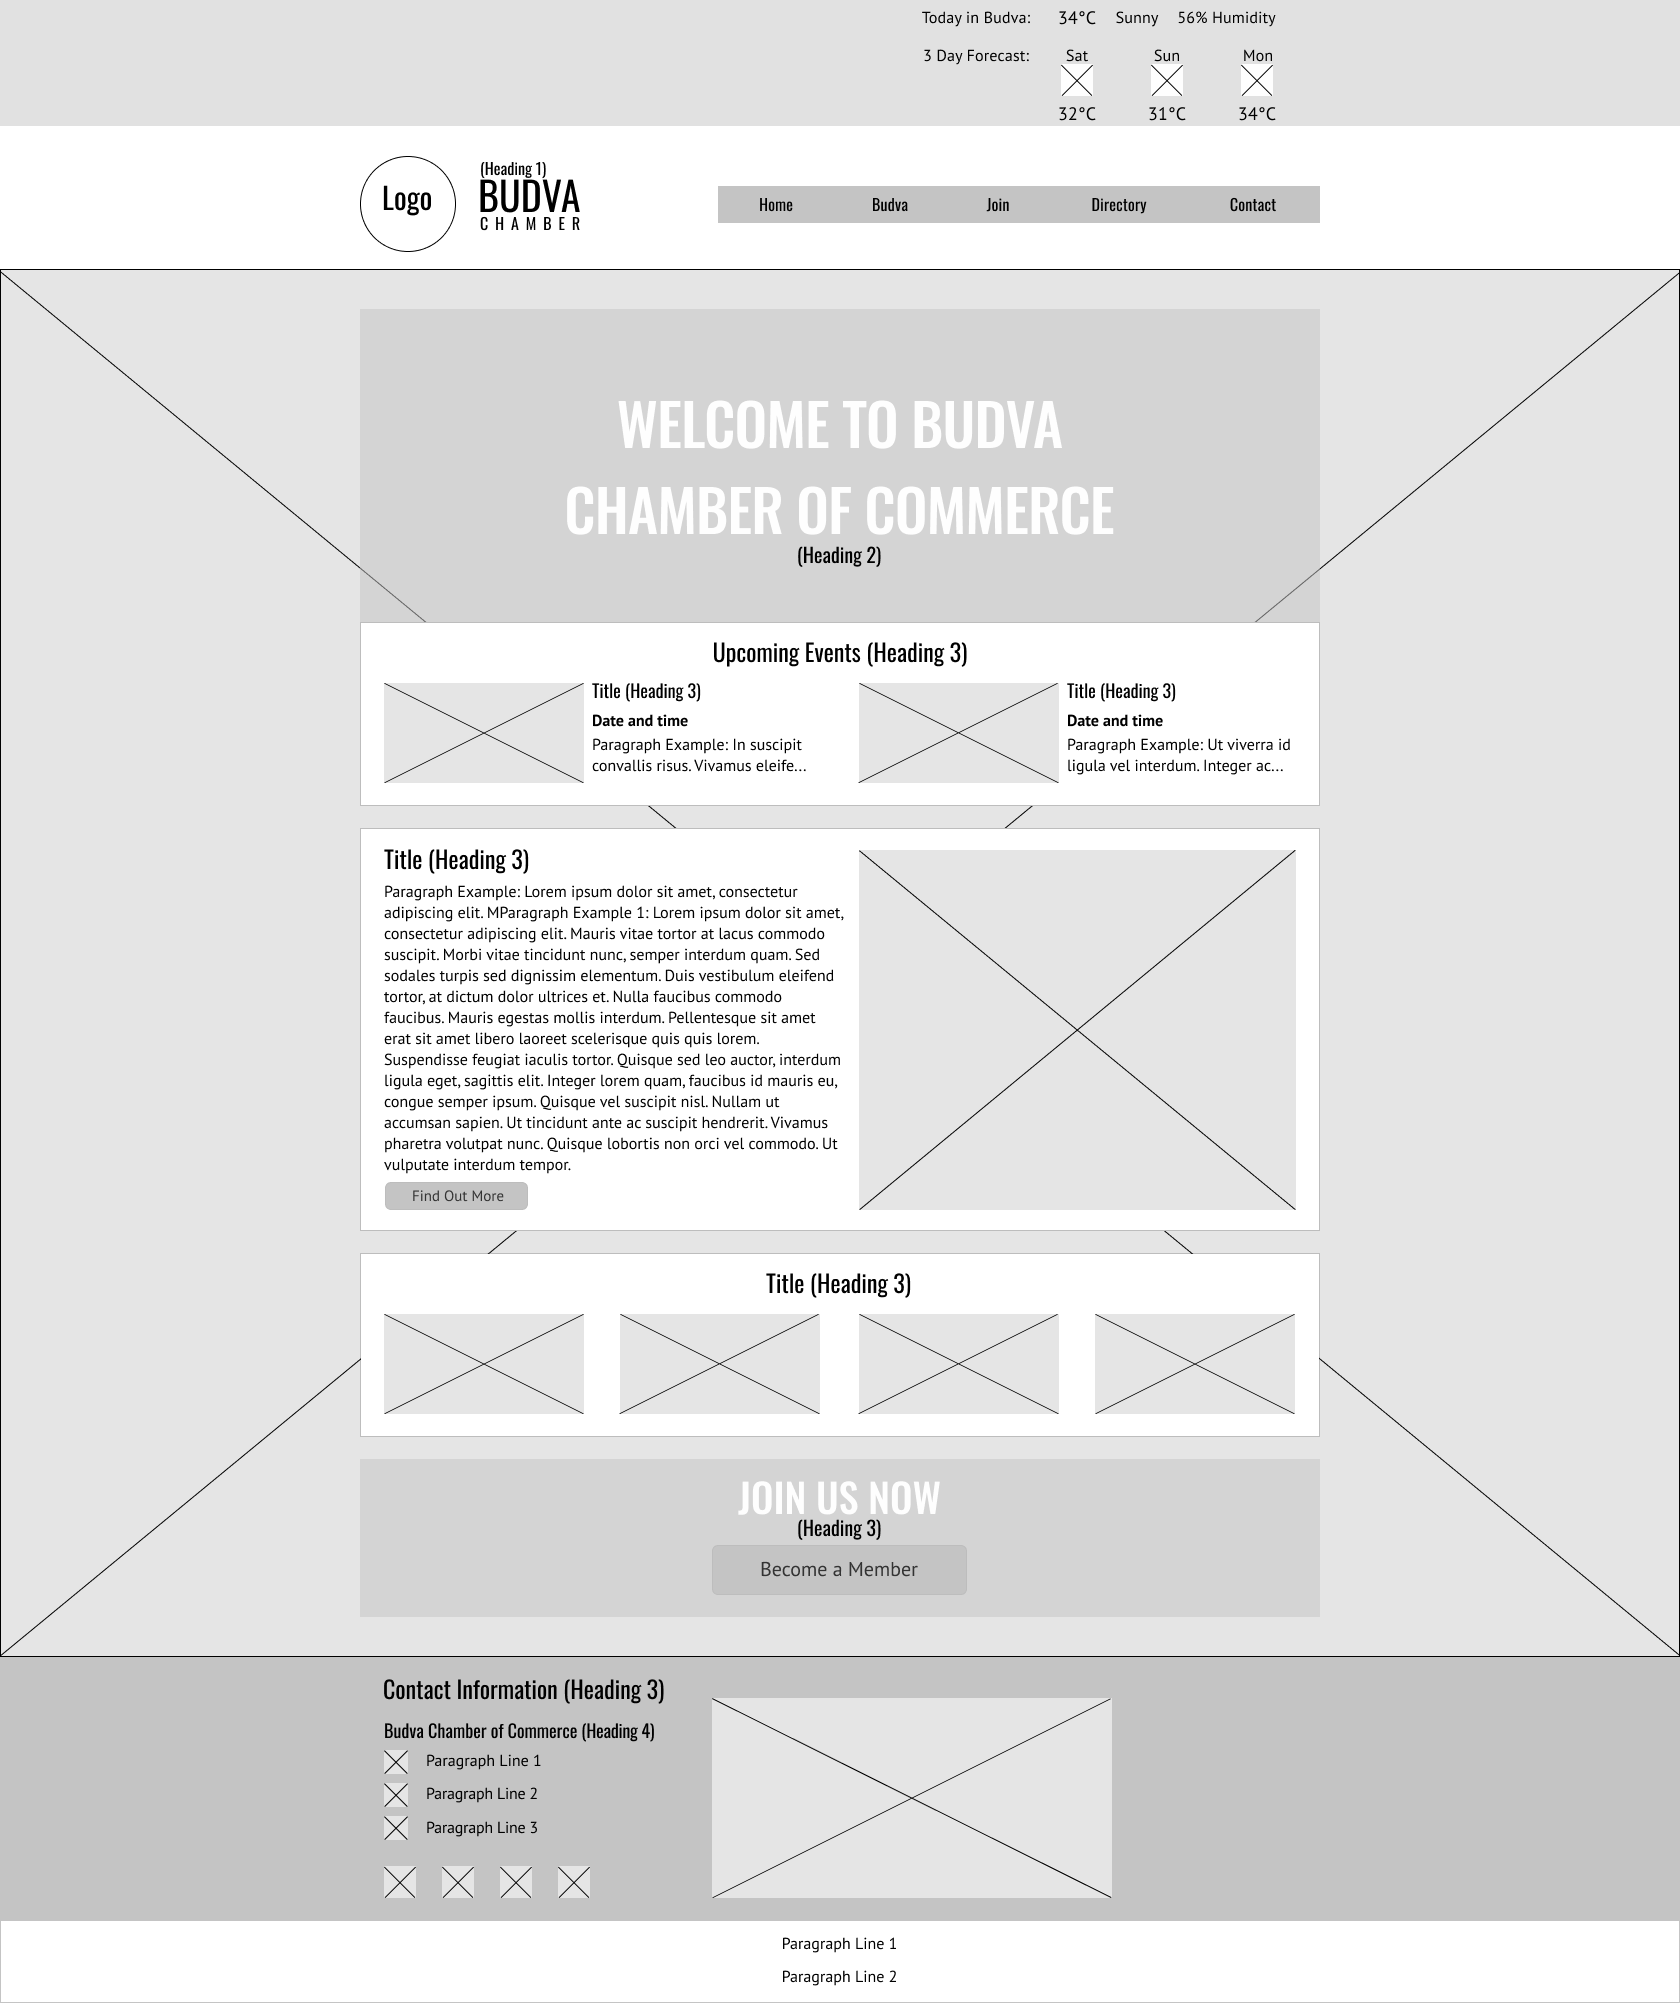 Today in Budva: 34°C Sunny 56% Humidity
3 Day Forecast: Sat Sun Mon
32°C 31°C 34°C
Logo
(Heading 1)
BUDVA
CHAMBER
Home Budva Join Directory Contact
WELCOME TO BUDVA
CHAMBER OF COMMERCE
(Heading 2)
Upcoming Events (Heading 3)
Title (Heading 3)
Date and time
Paragraph Example: In suscipit
convallis risus. Vivamus eleife...
Title (Heading 3)
Date and time
Paragraph Example: Ut viverra id
ligula vel interdum. Integer ac...
Title (Heading 3)
Paragraph Example: Lorem ipsum dolor sit amet, consectetur
adipiscing elit. MParagraph Example 1: Lorem ipsum dolor sit amet,
consectetur adipiscing elit. Mauris vitae tortor at lacus commodo
suscipit. Morbi vitae tincidunt nunc, semper interdum quam. Sed
sodales turpis sed dignissim elementum. Duis vestibulum eleifend
tortor, at dictum dolor ultrices et. Nulla faucibus commodo
faucibus. Mauris egestas mollis interdum. Pellentesque sit amet
erat sit amet libero laoreet scelerisque quis quis lorem.
Suspendisse feugiat iaculis tortor. Quisque sed leo auctor, interdum
ligula eget, sagittis elit. Integer lorem quam, faucibus id mauris eu,
congue semper ipsum. Quisque vel suscipit nisl. Nullam ut
accumsan sapien. Ut tincidunt ante ac suscipit hendrerit. Vivamus
pharetra volutpat nunc. Quisque lobortis non orci vel commodo. Ut
vulputate interdum tempor.
Find Out More
Title (Heading 3)
JOIN US NOW
(Heading 3)
Become a Member
Contact Information (Heading 3)
Budva Chamber of Commerce (Heading 4)
Paragraph Line 1
Paragraph Line 2
Paragraph Line 3
Paragraph Line 1
Paragraph Line 2